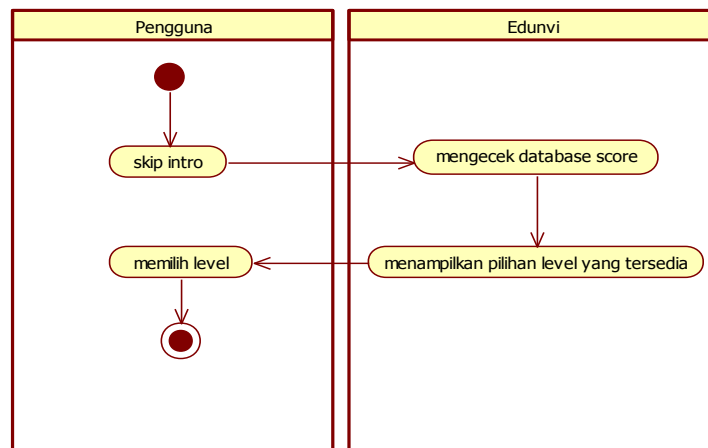 Pengguna
Edunvi
skip intro
mengecek database score
menampilkan pilihan level yang tersedia
memilih level